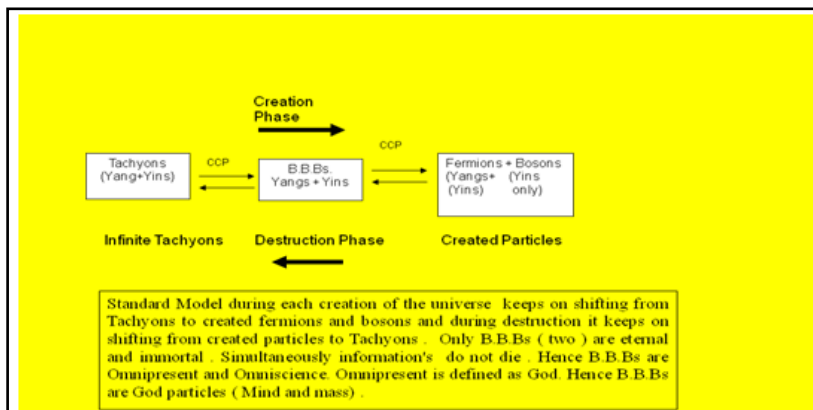 Creation
Phase
CCP
CCP
Tachyons
(Yang+Yins)
B.B.Bs.
Yangs + Yins
Fermions + Bosons
(Yangs+ (Yins
(Yins) only)
Infinite Tachyons
Destruction Phase
Created Particles
Standard Model during each creation of the universe keeps on shifting from
Tachyons to created fermions and bosons and during destruction it keeps on
shifting from created particles to Tachyons . Only B.B.Bs ( two ) are eternal
and immortal . Simultaneously information's do not die . Hence B.B.Bs are
Omnipresent and Omniscience. Omnipresent is defined as God. Hence B.B.Bs
are God particles ( Mind and mass) .